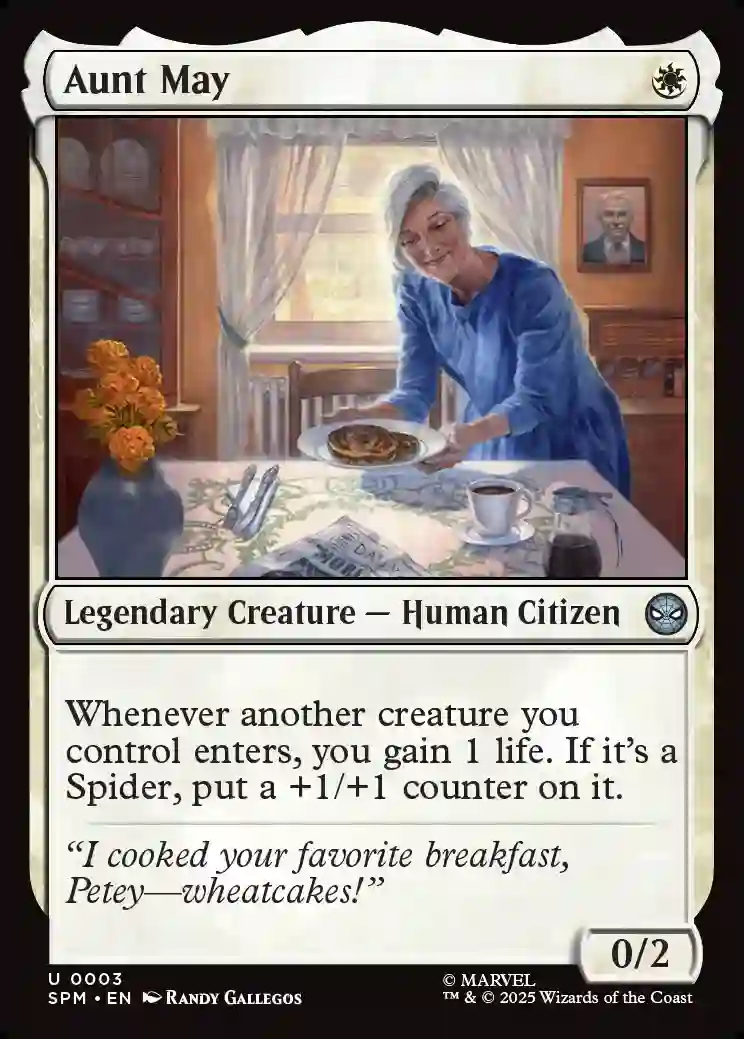 Aunt May
Legendary Creature — Human Citizen
Whenever another creature you
control enters, you gain 1 life. If it's a
Spider, put a +1/+1 counter on it.
“I cooked your favorite breakfast,
Petey—wheatcakes!”
0/2
U 0003
SPM • EN Randy Gallegos
© MARVEL
™ & © 2025 Wizards of the Coast